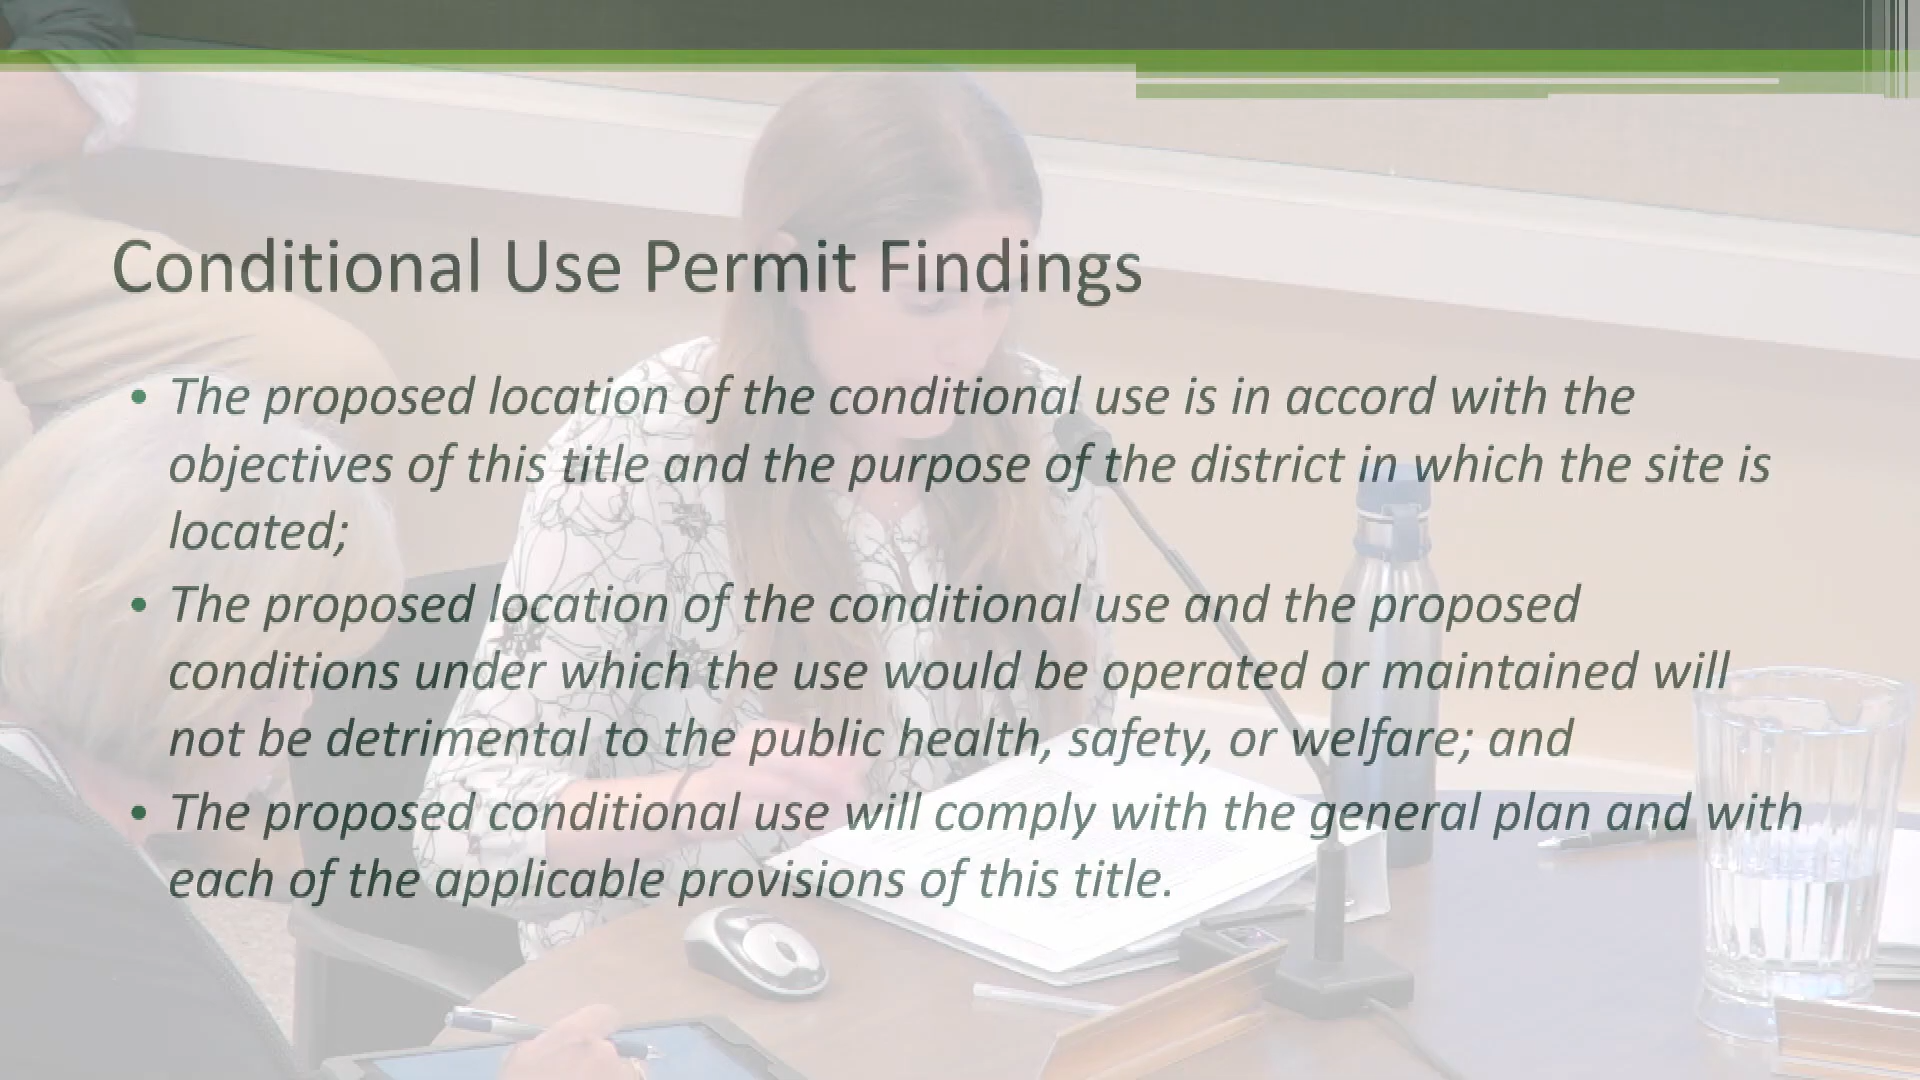 Conditional Use Permit Findings
• The proposed location of the conditional use is in accord with the
objectives of this title and the purpose of the district in which the site is
located;
• The proposed location of the conditional use and the proposed
conditions under which the use would be operated or maintained will
not be detrimental to the public health, safety, or welfare; and
• The proposed conditional use will comply with the general plan and with
each of the applicable provisions of this title.